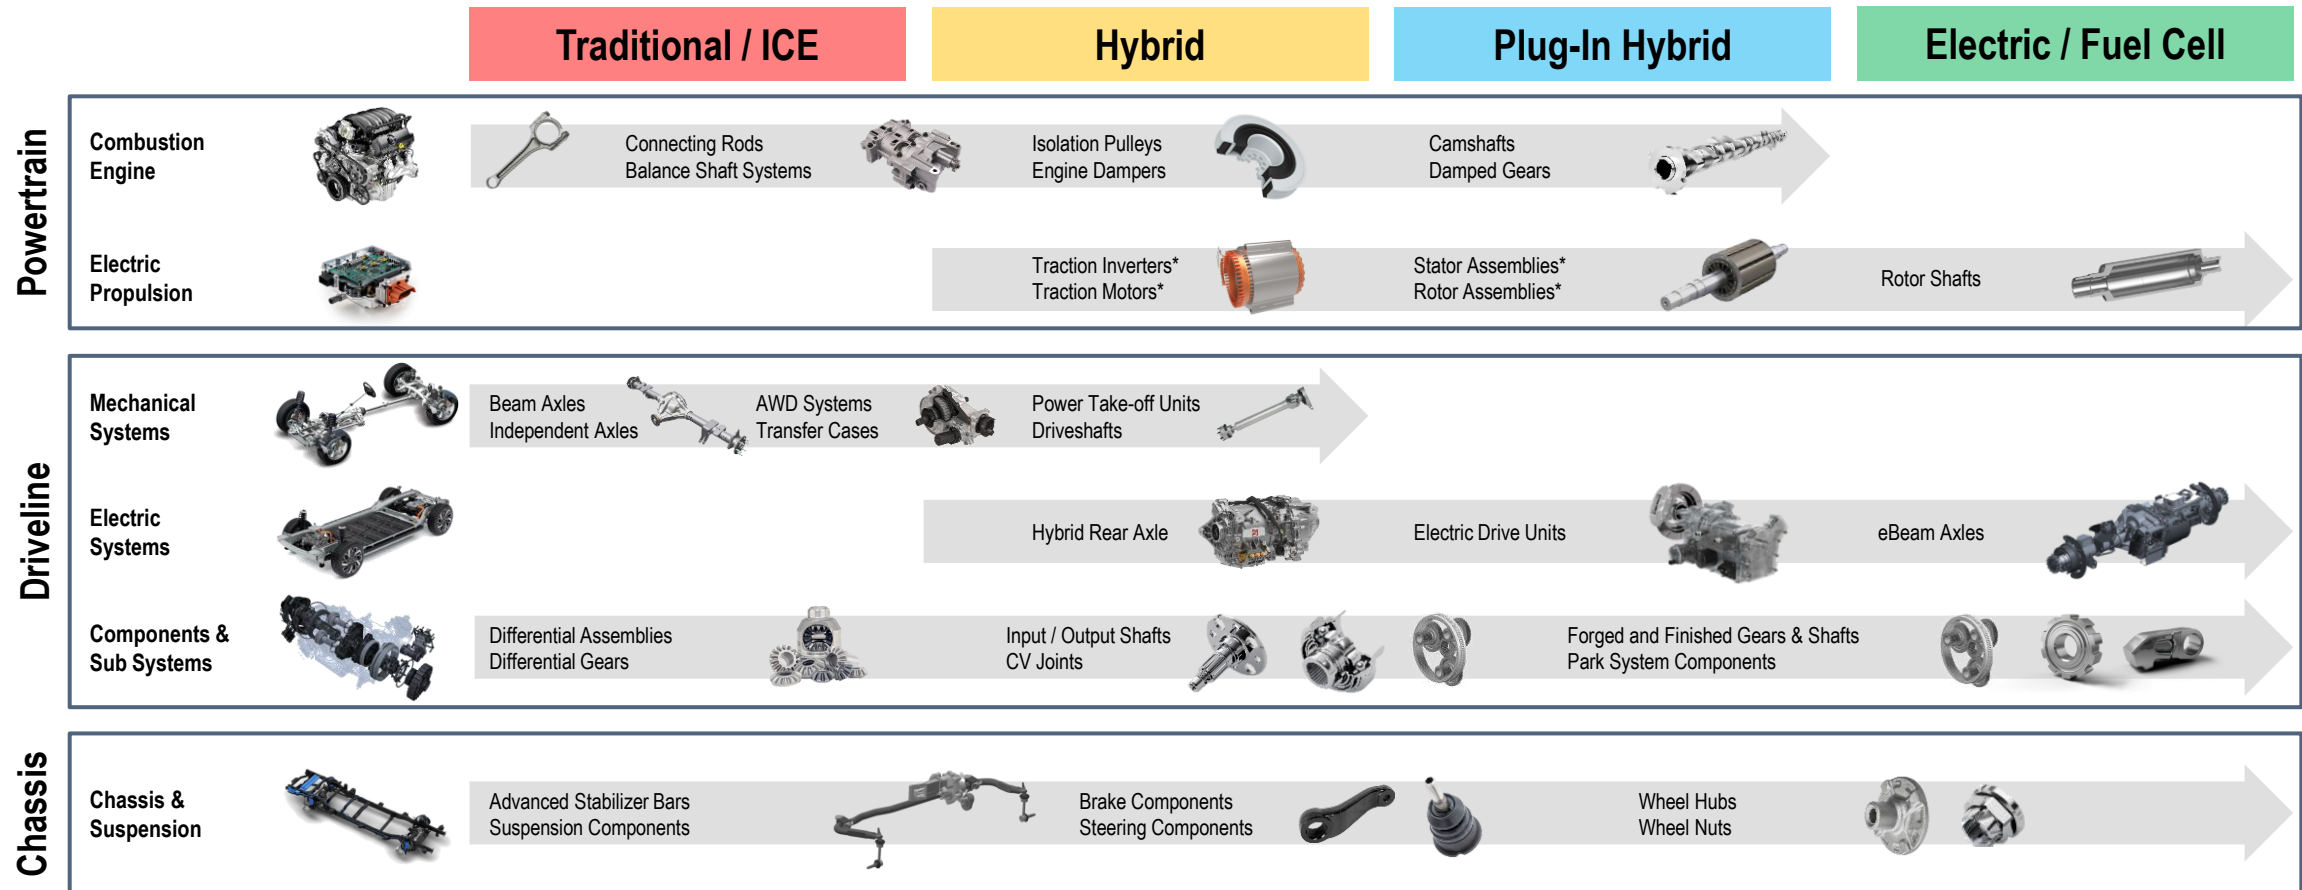 Traditional / ICE
Hybrid
Plug-In Hybrid
Electric / Fuel Cell
Powertrain
Combustion
Engine
Connecting Rods
Balance Shaft Systems
Isolation Pulleys
Engine Dampers
Camshafts
Damped Gears
Electric
Propulsion
Traction Inverters*
Traction Motors*
Stator Assemblies*
Rotor Assemblies*
Rotor Shafts
Driveline
Mechanical
Systems
Beam Axles
Independent Axles
AWD Systems
Transfer Cases
Power Take-off Units
Driveshafts
Electric
Systems
Hybrid Rear Axle
Electric Drive Units
eBeam Axles
Components &
Sub Systems
Differential Assemblies
Differential Gears
Input / Output Shafts
CV Joints
Forged and Finished Gears & Shafts
Park System Components
Chassis
Chassis &
Suspension
Advanced Stabilizer Bars
Suspension Components
Brake Components
Steering Components
Wheel Hubs
Wheel Nuts